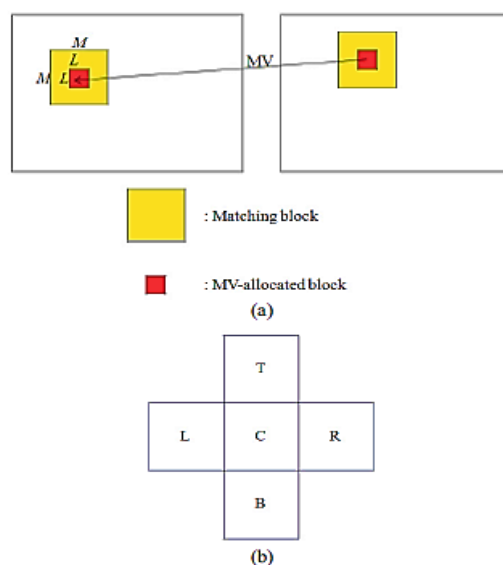 M
L
M L
MV
: Matching block
: MV-allocated block
(a)
T
L C R
B
(b)